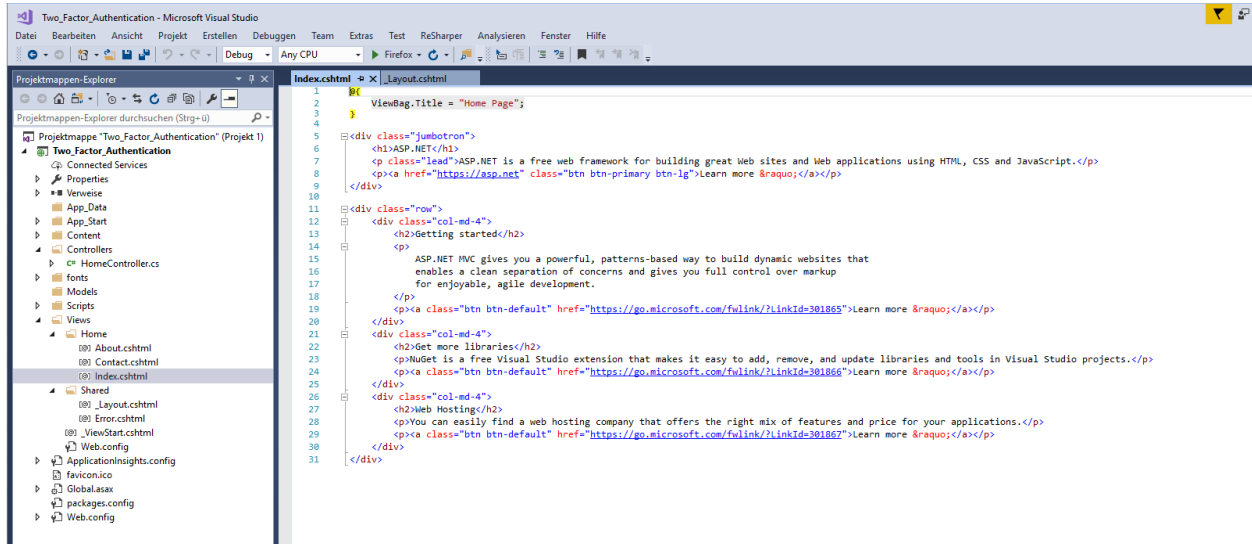 Two_Factor_Authentication - Microsoft Visual Studio
Datei Bearbeiten Ansicht Projekt Erstellen Debuggen Team Extras Test ReSharper Analysieren Fenster Hilfe
Debug Any CPU Firefox
Projektmappen-Explorer
Projektmappen-Explorer durchsuchen (Strg+ü)
Projektmappe "Two_Factor_Authentication" (Projekt 1)
Two_Factor_Authentication
Connected Services
Properties
Verweise
App_Data
App_Start
Content
Controllers
C# HomeController.cs
fonts
Models
Scripts
Views
Home
[@] About.cshtml
[@] Contact.cshtml
[@] Index.cshtml
Shared
[@] _Layout.cshtml
[@] Error.cshtml
[@] _ViewStart.cshtml
Web.config
ApplicationInsights.config
favicon.ico
Global.asax
packages.config
Web.config
Index.cshtml _Layout.cshtml
1 @{
2 ViewBag.Title = "Home Page";
3 }
4
5 <div class="jumbotron">
6 <h1>ASP.NET</h1>
7 <p class="lead">ASP.NET is a free web framework for building great Web sites and Web applications using HTML, CSS and JavaScript.</p>
8 <p><a href="https://asp.net" class="btn btn-primary btn-lg">Learn more &raquo;</a></p>
9 </div>
10
11 <div class="row">
12 <div class="col-md-4">
13 <h2>Getting started</h2>
14 <p>
15 ASP.NET MVC gives you a powerful, patterns-based way to build dynamic websites that
16 enables a clean separation of concerns and gives you full control over markup
17 for enjoyable, agile development.
18 </p>
19 <p><a class="btn btn-default" href="https://go.microsoft.com/fwlink/?LinkId=301865">Learn more &raquo;</a></p>
20 </div>
21 <div class="col-md-4">
22 <h2>Get more libraries</h2>
23 <p>NuGet is a free Visual Studio extension that makes it easy to add, remove, and update libraries and tools in Visual Studio projects.</p>
24 <p><a class="btn btn-default" href="https://go.microsoft.com/fwlink/?LinkId=301866">Learn more &raquo;</a></p>
25 </div>
26 <div class="col-md-4">
27 <h2>Web Hosting</h2>
28 <p>You can easily find a web hosting company that offers the right mix of features and price for your applications.</p>
29 <p><a class="btn btn-default" href="https://go.microsoft.com/fwlink/?LinkId=301867">Learn more &raquo;</a></p>
30 </div>
31 </div>